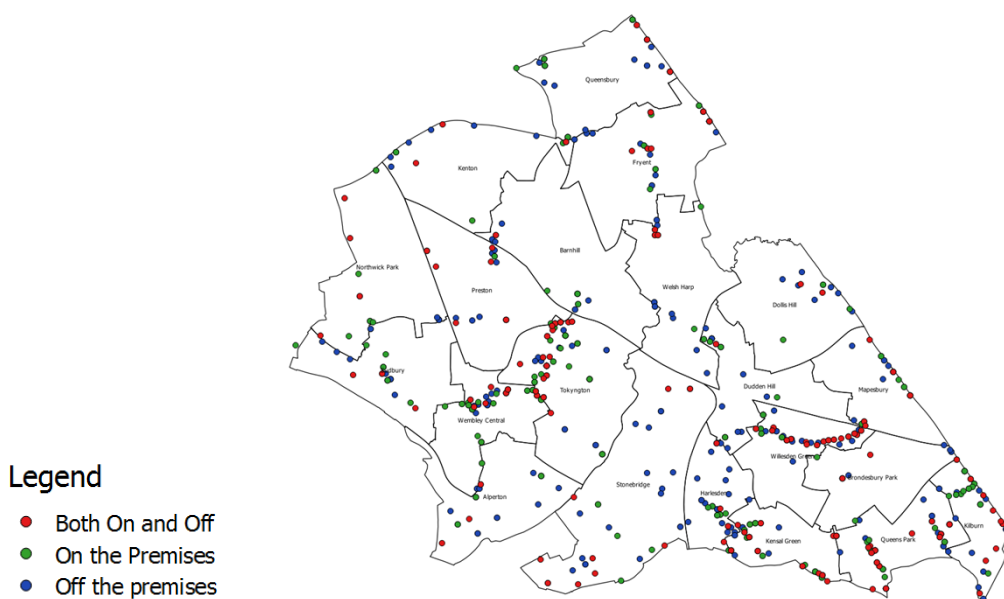 Queensbury
Fryent
Kenton
Barnhill
Northwick Park
Welsh Harp
Preston
Dollis Hill
Tokyngton
Dudden Hill
Mapesbury
Wembley Central
Willesden Green
Brondesbury Park
Stonebridge
Harlesden
Alperton
Kensal Green
Queens Park
Kilburn
Legend
Both On and Off
On the Premises
Off the premises